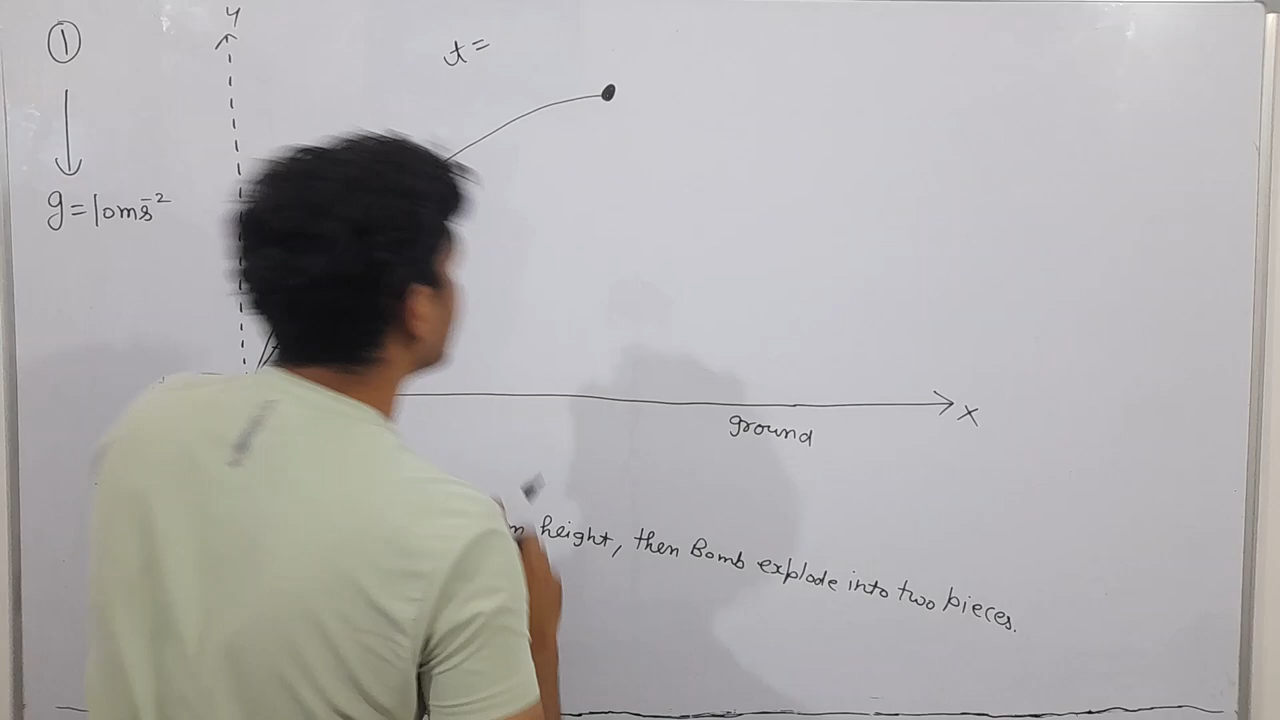 ①
y
t =
g = 10ms⁻²
x
ground
height, then Bomb explode into two pieces.